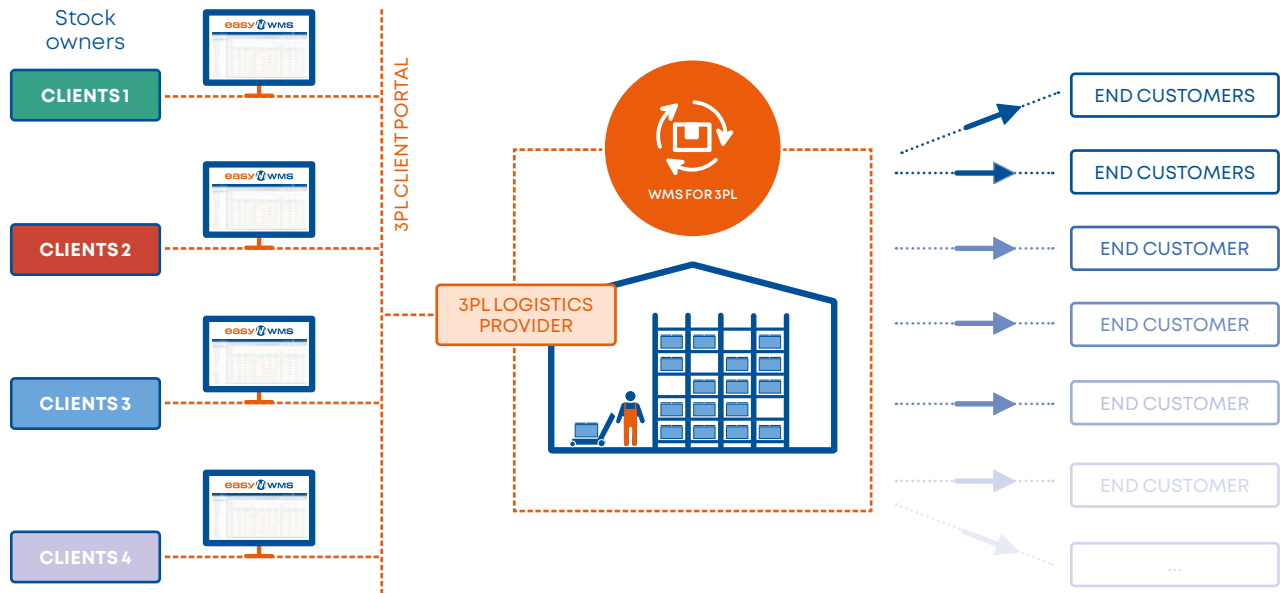 Stock
owners
easy WMS
CLIENTS 1
easy WMS
CLIENTS 2
easy WMS
CLIENTS 3
easy WMS
CLIENTS 4
3PL CLIENT PORTAL
WMS FOR 3PL
3PL LOGISTICS
PROVIDER
END CUSTOMERS
END CUSTOMERS
END CUSTOMER
END CUSTOMER
END CUSTOMER
END CUSTOMER
...